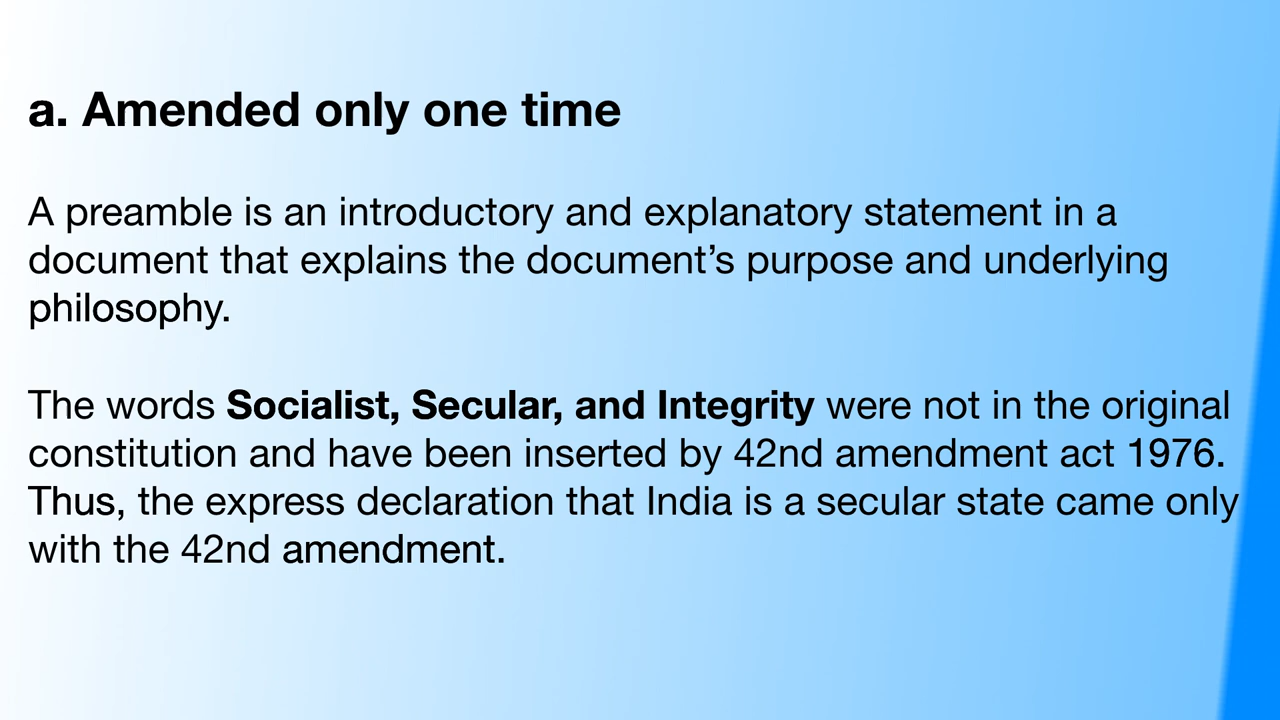 a. Amended only one time
A preamble is an introductory and explanatory statement in a
document that explains the document’s purpose and underlying
philosophy.
The words Socialist, Secular, and Integrity were not in the original
constitution and have been inserted by 42nd amendment act 1976.
Thus, the express declaration that India is a secular state came only
with the 42nd amendment.